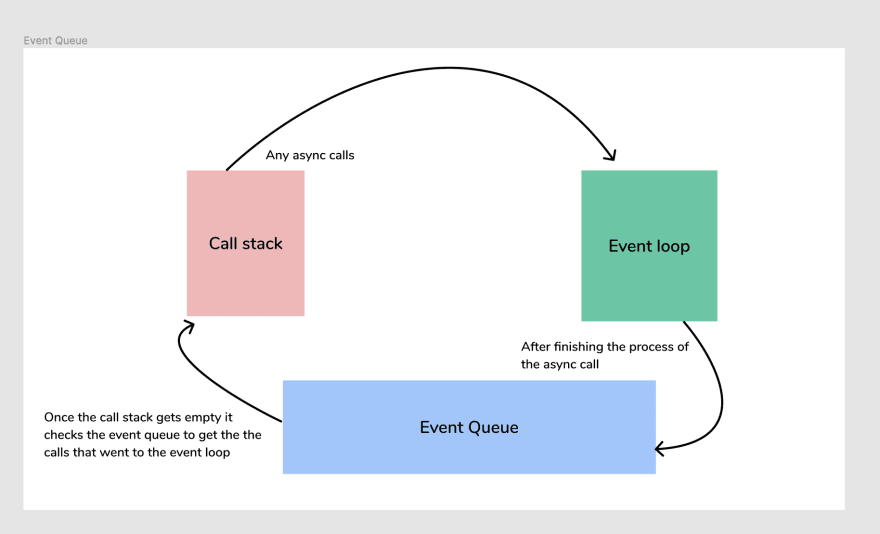 Event Queue
Any async calls
Call stack
Event loop
After finishing the process of
the async call
Event Queue
Once the call stack gets empty it
checks the event queue to get the the
calls that went to the event loop